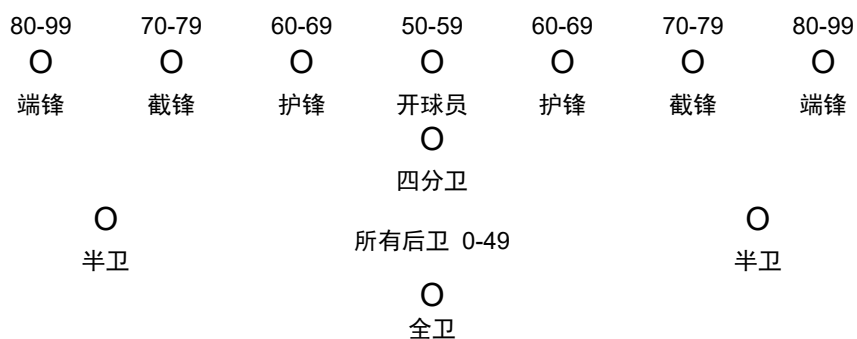 80-99 70-79 60-69 50-59 60-69 70-79 80-99
O O O O O O O
端锋 截锋 护锋 开球员 护锋 截锋 端锋
O
四分卫
O O
所有后卫 0-49
半卫 半卫
O
全卫